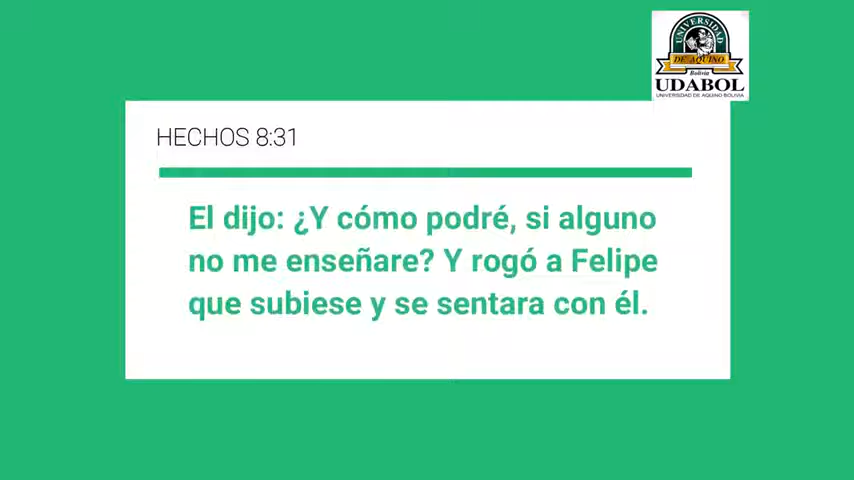 UNIVERSIDAD
DE AQUINO
Bolivia
UDABOL
UNIVERSIDAD DE AQUINO BOLIVIA
HECHOS 8:31
El dijo: ¿Y cómo podré, si alguno
no me enseñare? Y rogó a Felipe
que subiese y se sentara con él.